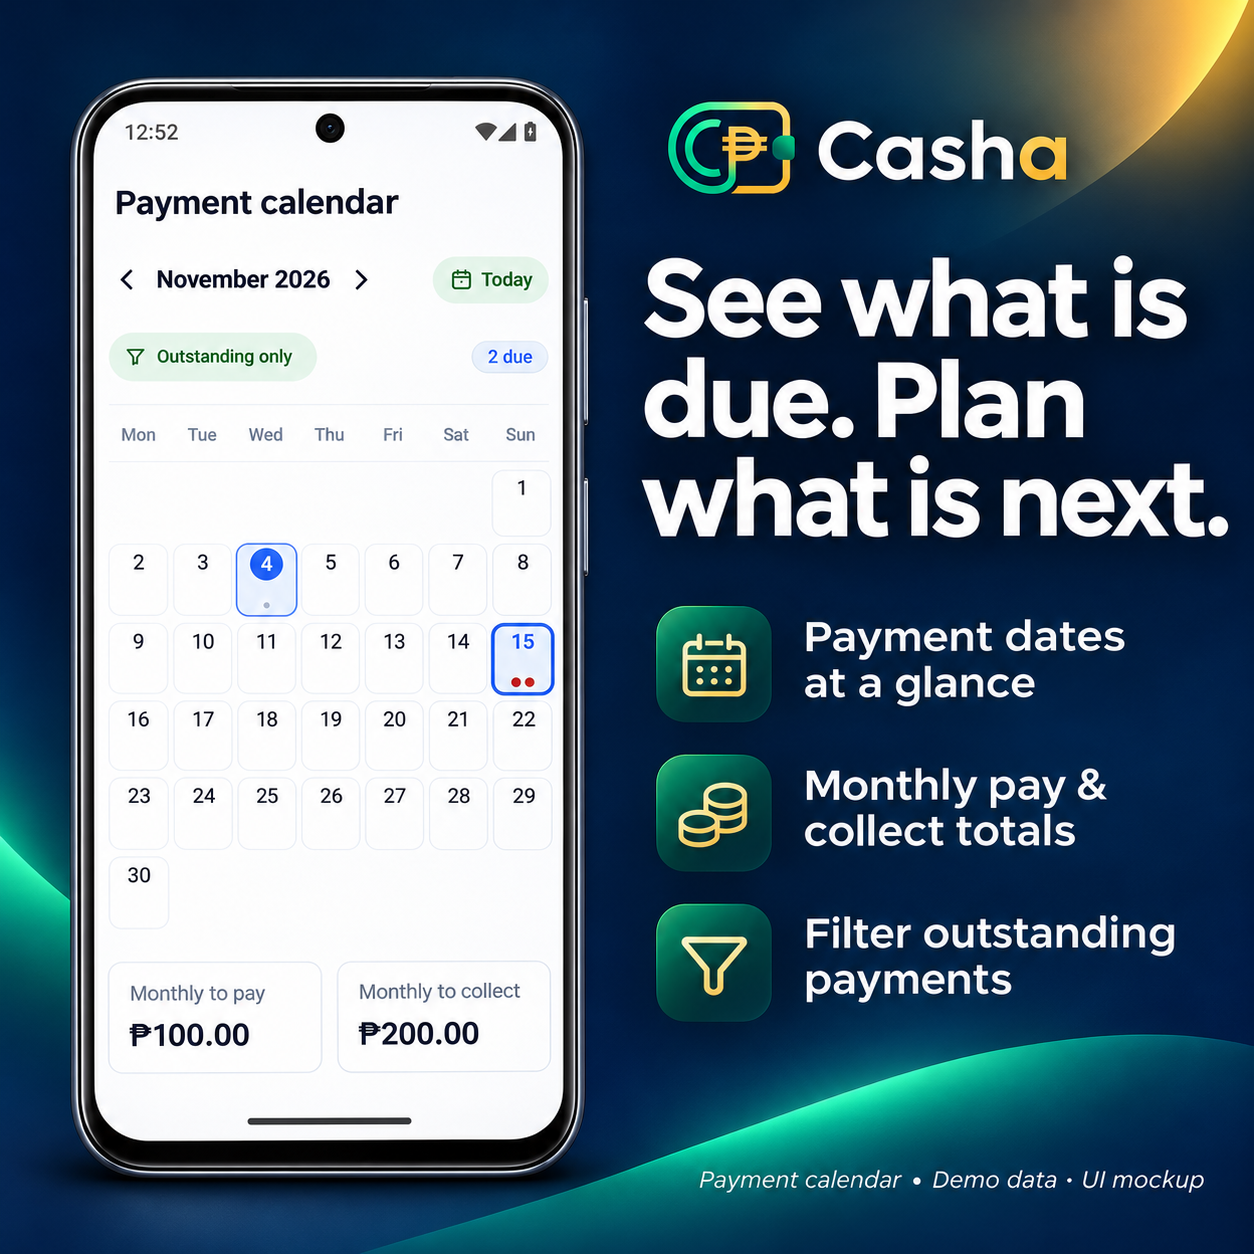 12:52
Payment calendar
November 2026
Today
Outstanding only
2 due
Mon Tue Wed Thu Fri Sat Sun
1
2 3 4 5 6 7 8
9 10 11 12 13 14 15
16 17 18 19 20 21 22
23 24 25 26 27 28 29
30
Monthly to pay
₱100.00
Monthly to collect
₱200.00
Casha
See what is
due. Plan
what is next.
Payment dates
at a glance
Monthly pay &
collect totals
Filter outstanding
payments
Payment calendar • Demo data • UI mockup